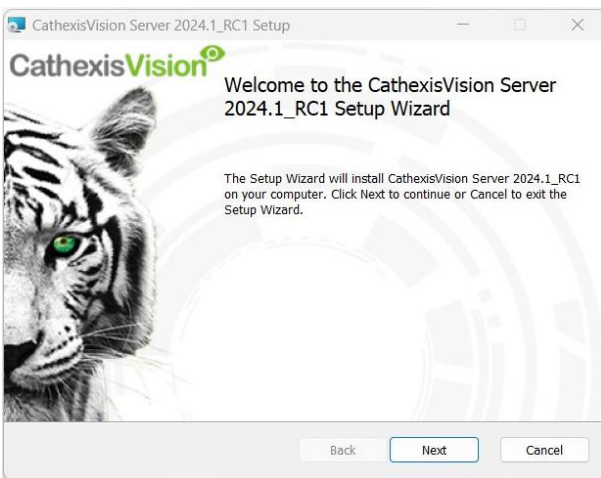 CathexisVision Server 2024.1_RC1 Setup
CathexisVision
Welcome to the CathexisVision Server
2024.1_RC1 Setup Wizard
The Setup Wizard will install CathexisVision Server 2024.1_RC1
on your computer. Click Next to continue or Cancel to exit the
Setup Wizard.
Back Next Cancel